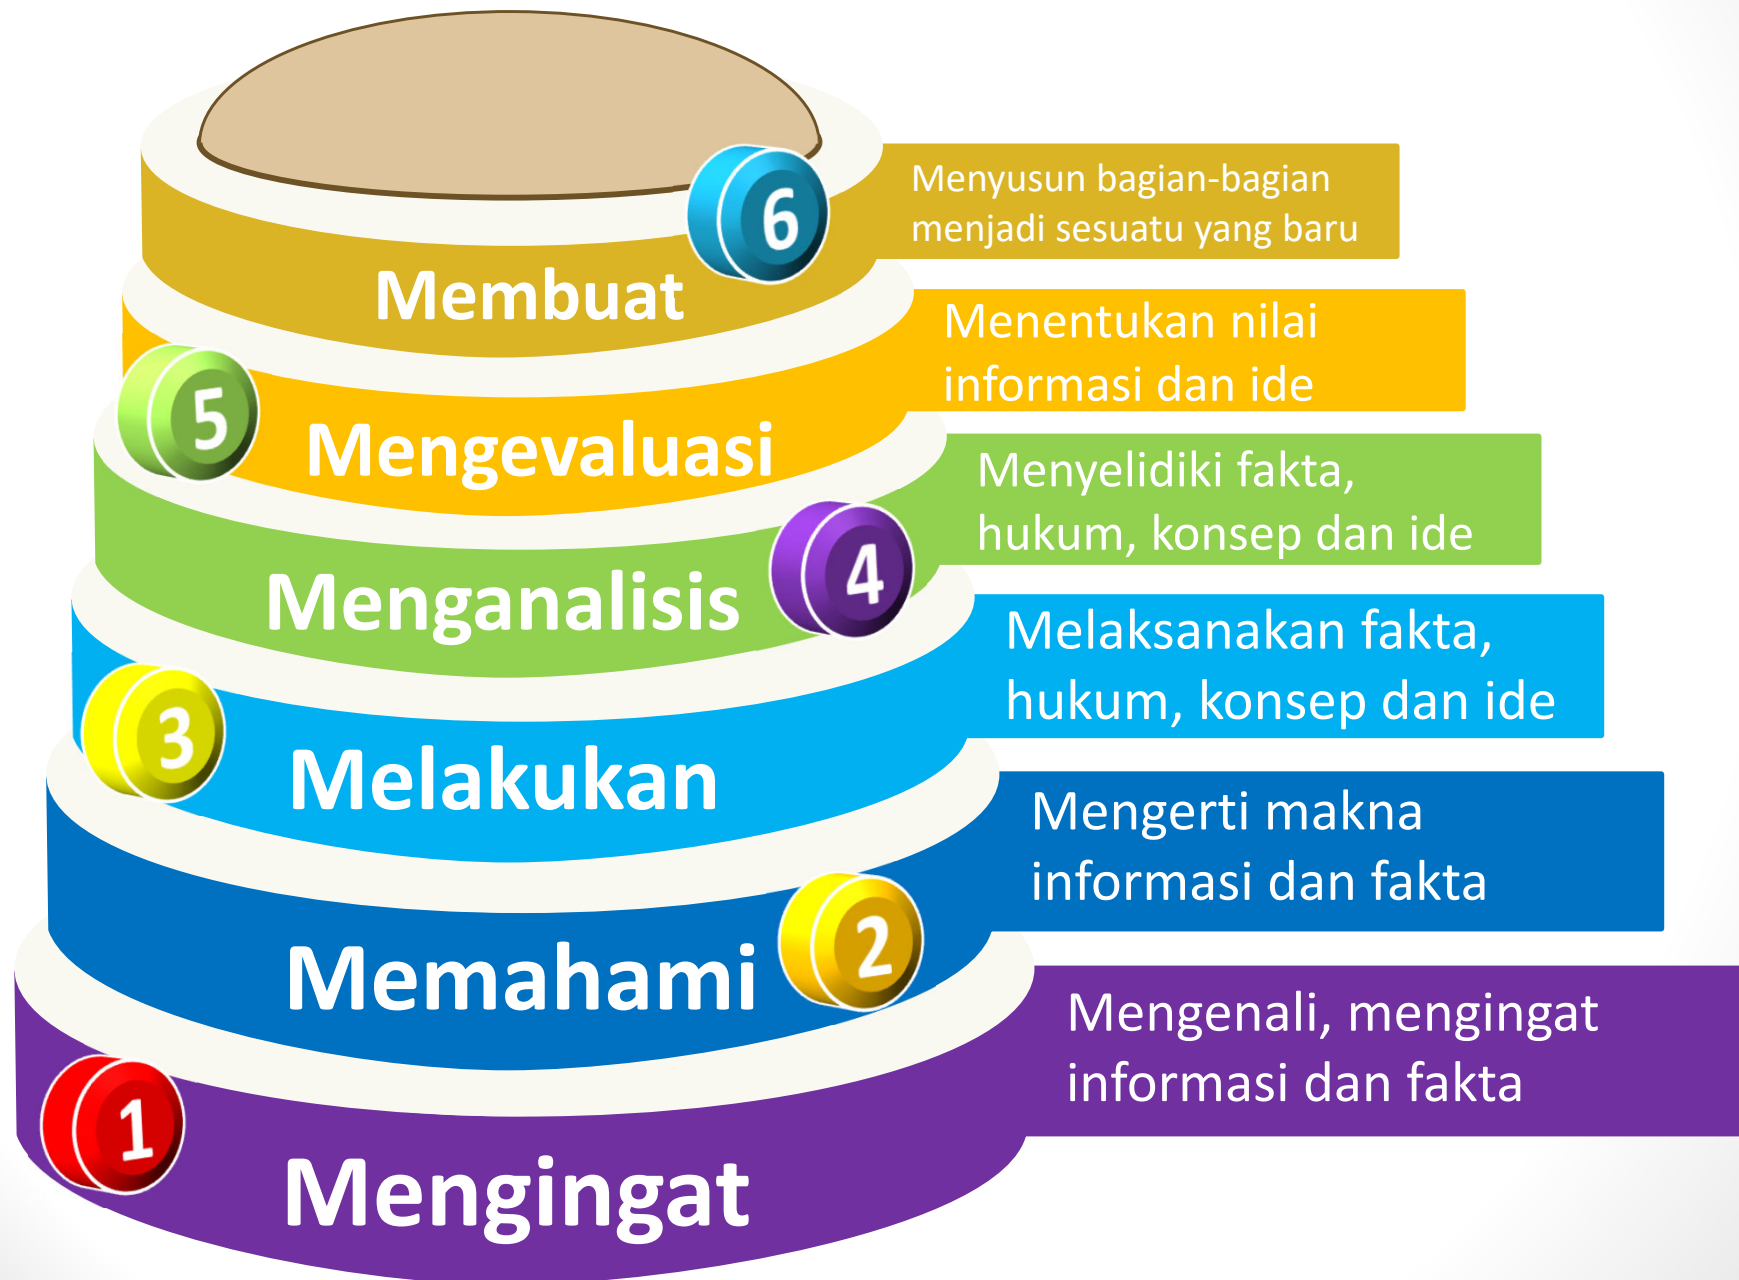 6
Menyusun bagian-bagian
menjadi sesuatu yang baru
Membuat
Menentukan nilai
informasi dan ide
5
Mengevaluasi
Menyelidiki fakta,
hukum, konsep dan ide
4
Menganalisis
Melaksanakan fakta,
hukum, konsep dan ide
3
Melakukan
Mengerti makna
informasi dan fakta
2
Memahami
Mengenali, mengingat
informasi dan fakta
1
Mengingat